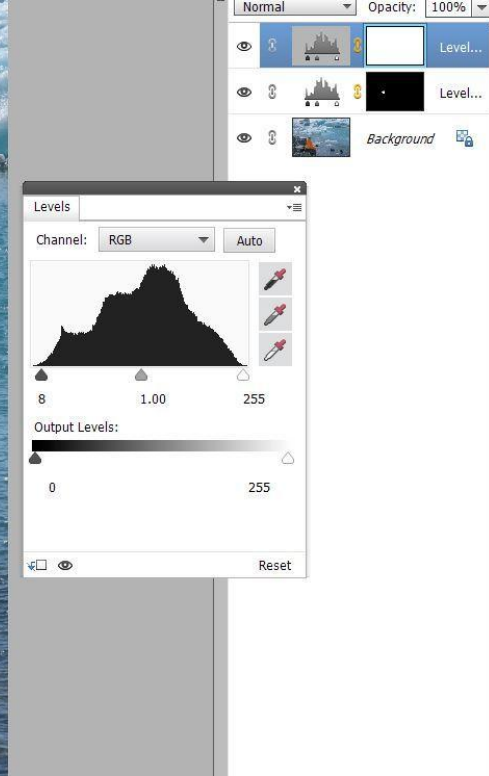 Normal Opacity: 100%
Level...
Level...
Background
Levels
Channel: RGB Auto
8 1.00 255
Output Levels:
0 255
Reset